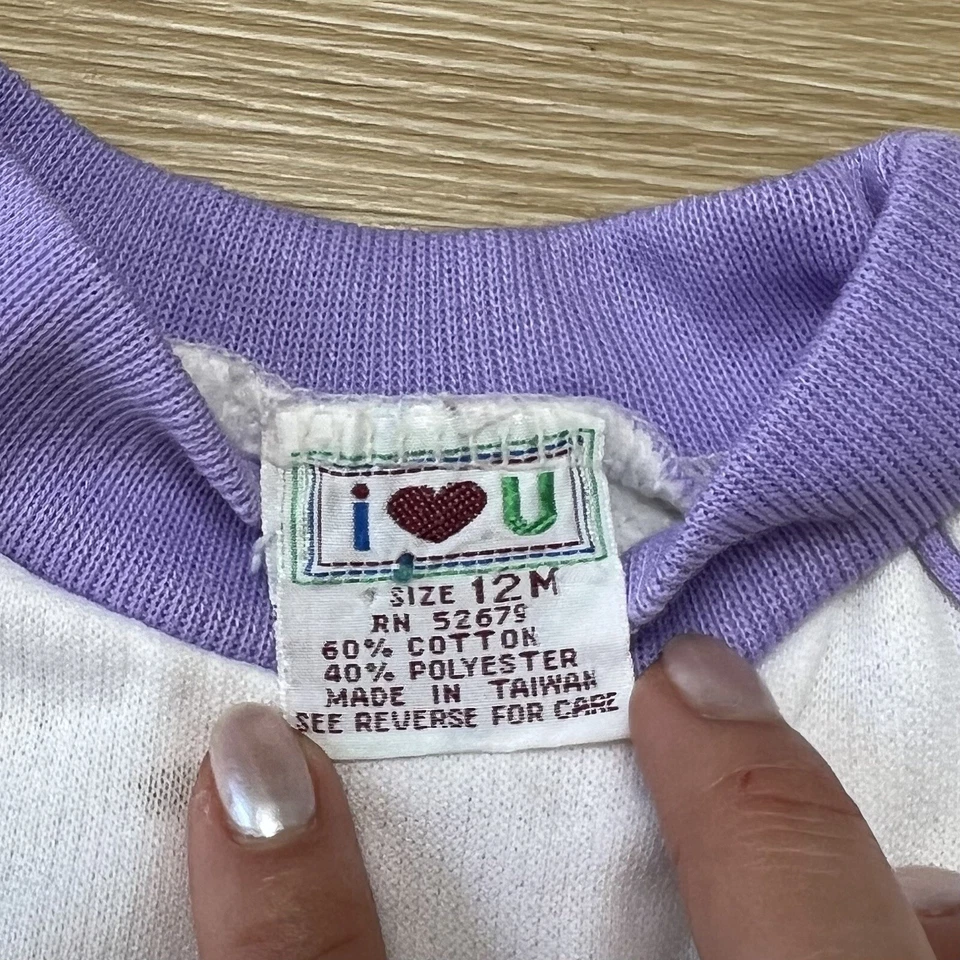 i ♥ U
SIZE 12M
RN 52679
60% COTTON
40% POLYESTER
MADE IN TAIWAN
SEE REVERSE FOR CARE